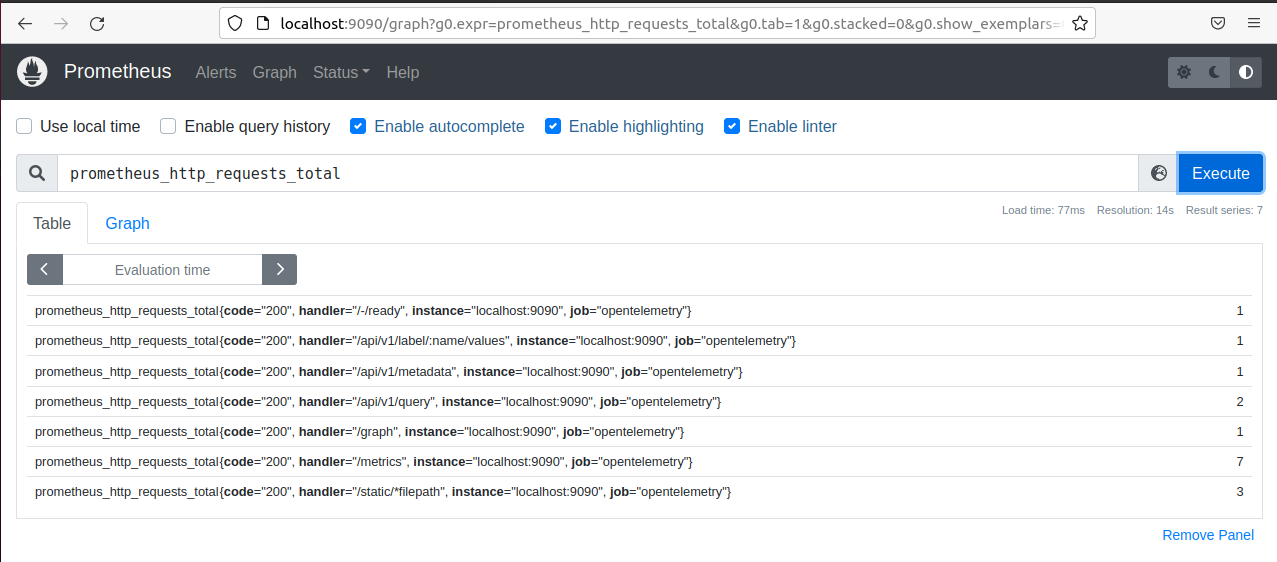 localhost:9090/graph?g0.expr=prometheus_http_requests_total&g0.tab=1&g0.stacked=0&g0.show_exemplars=
Prometheus Alerts Graph Status Help
Use local time Enable query history Enable autocomplete Enable highlighting Enable linter
prometheus_http_requests_total Execute
Load time: 77ms Resolution: 14s Result series: 7
Table Graph
Evaluation time
prometheus_http_requests_total{code="200", handler="/-/ready", instance="localhost:9090", job="opentelemetry"} 1
prometheus_http_requests_total{code="200", handler="/api/v1/label/:name/values", instance="localhost:9090", job="opentelemetry"} 1
prometheus_http_requests_total{code="200", handler="/api/v1/metadata", instance="localhost:9090", job="opentelemetry"} 1
prometheus_http_requests_total{code="200", handler="/api/v1/query", instance="localhost:9090", job="opentelemetry"} 2
prometheus_http_requests_total{code="200", handler="/graph", instance="localhost:9090", job="opentelemetry"} 1
prometheus_http_requests_total{code="200", handler="/metrics", instance="localhost:9090", job="opentelemetry"} 7
prometheus_http_requests_total{code="200", handler="/static/*filepath", instance="localhost:9090", job="opentelemetry"} 3
Remove Panel